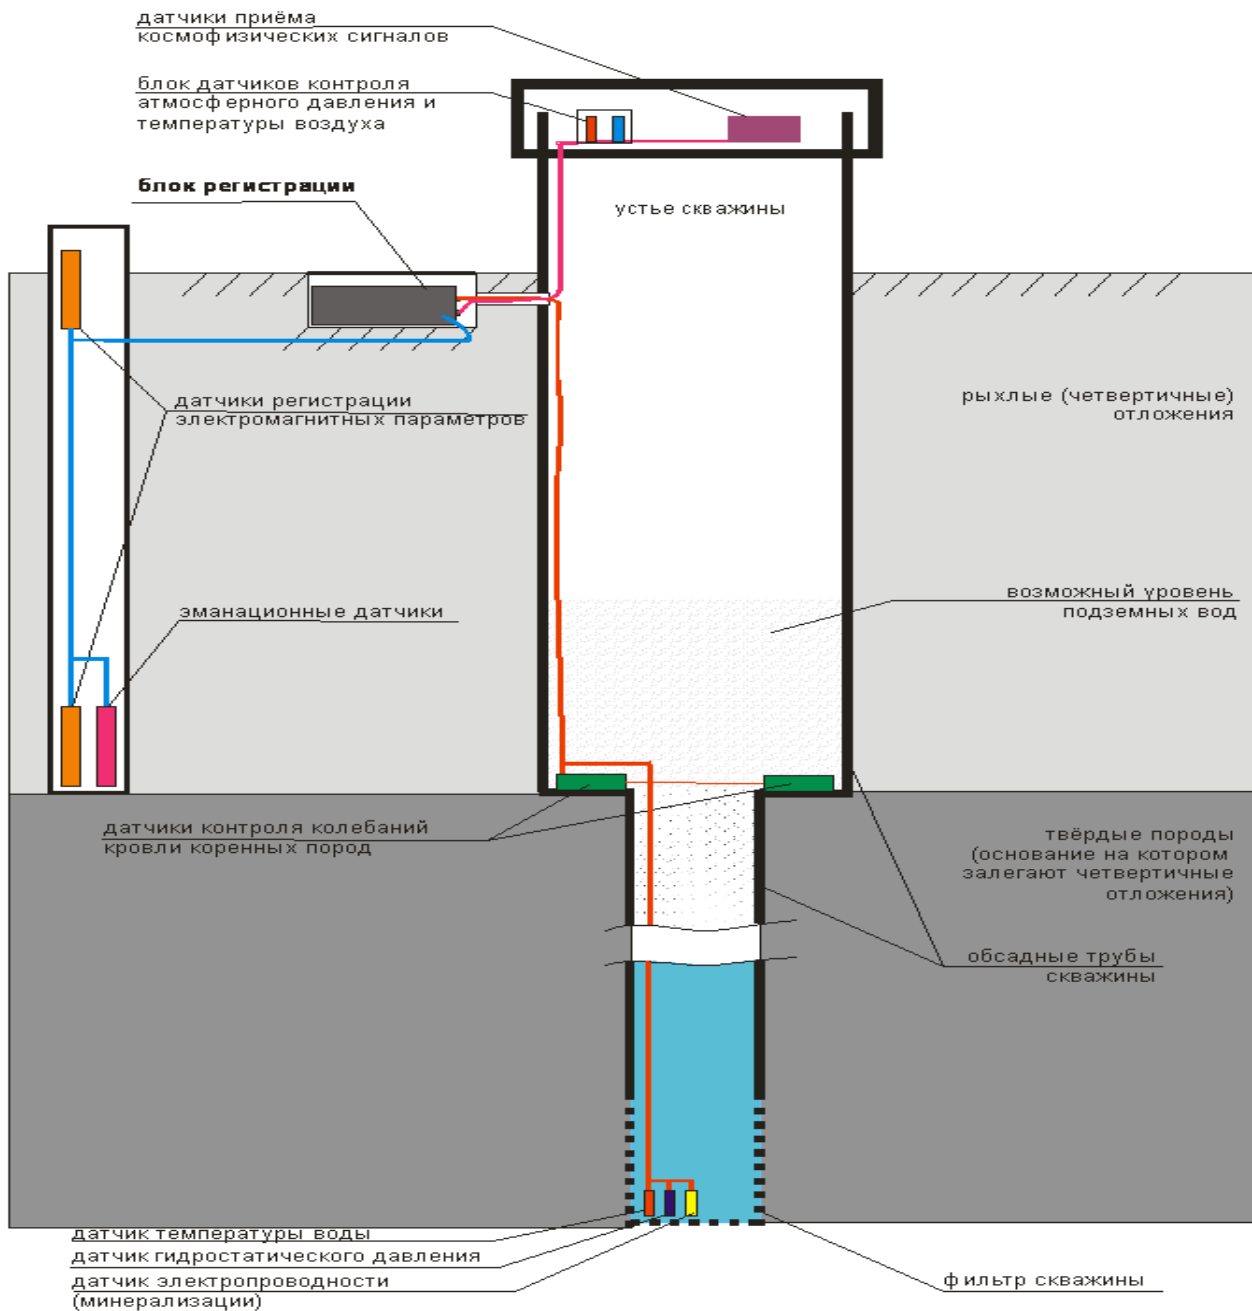 датчики приёма
космофизических сигналов
блок датчиков контроля
атмосферного давления и
температуры воздуха
блок регистрации
устье скважины
датчики регистрации
электромагнитных параметров
рыхлые (четвертичные)
отложения
возможный уровень
подземных вод
эманационные датчики
датчики контроля колебаний
кровли коренных пород
твёрдые породы
(основание на котором
залегают четвертичные
отложения)
обсадные трубы
скважины
датчик температуры воды
датчик гидростатического давления
датчик электропроводности
(минерализации)
фильтр скважины